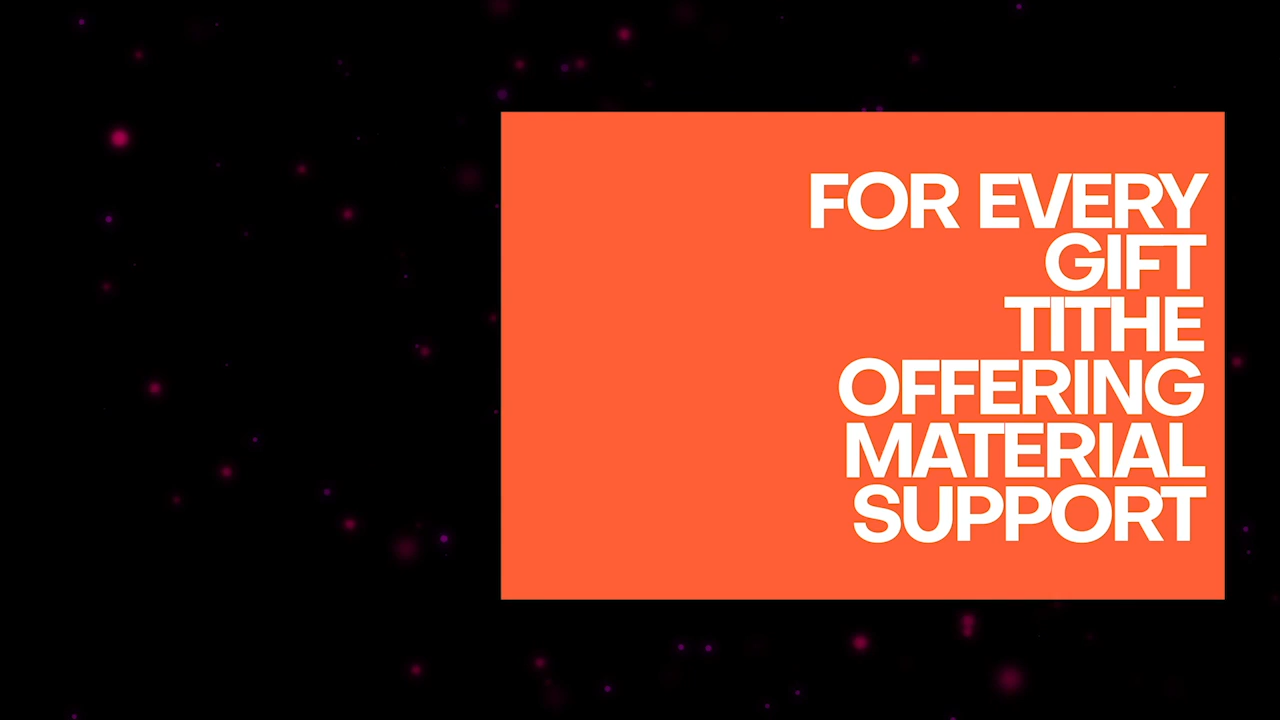 FOR EVERY
GIFT
TITHE
OFFERING
MATERIAL
SUPPORT